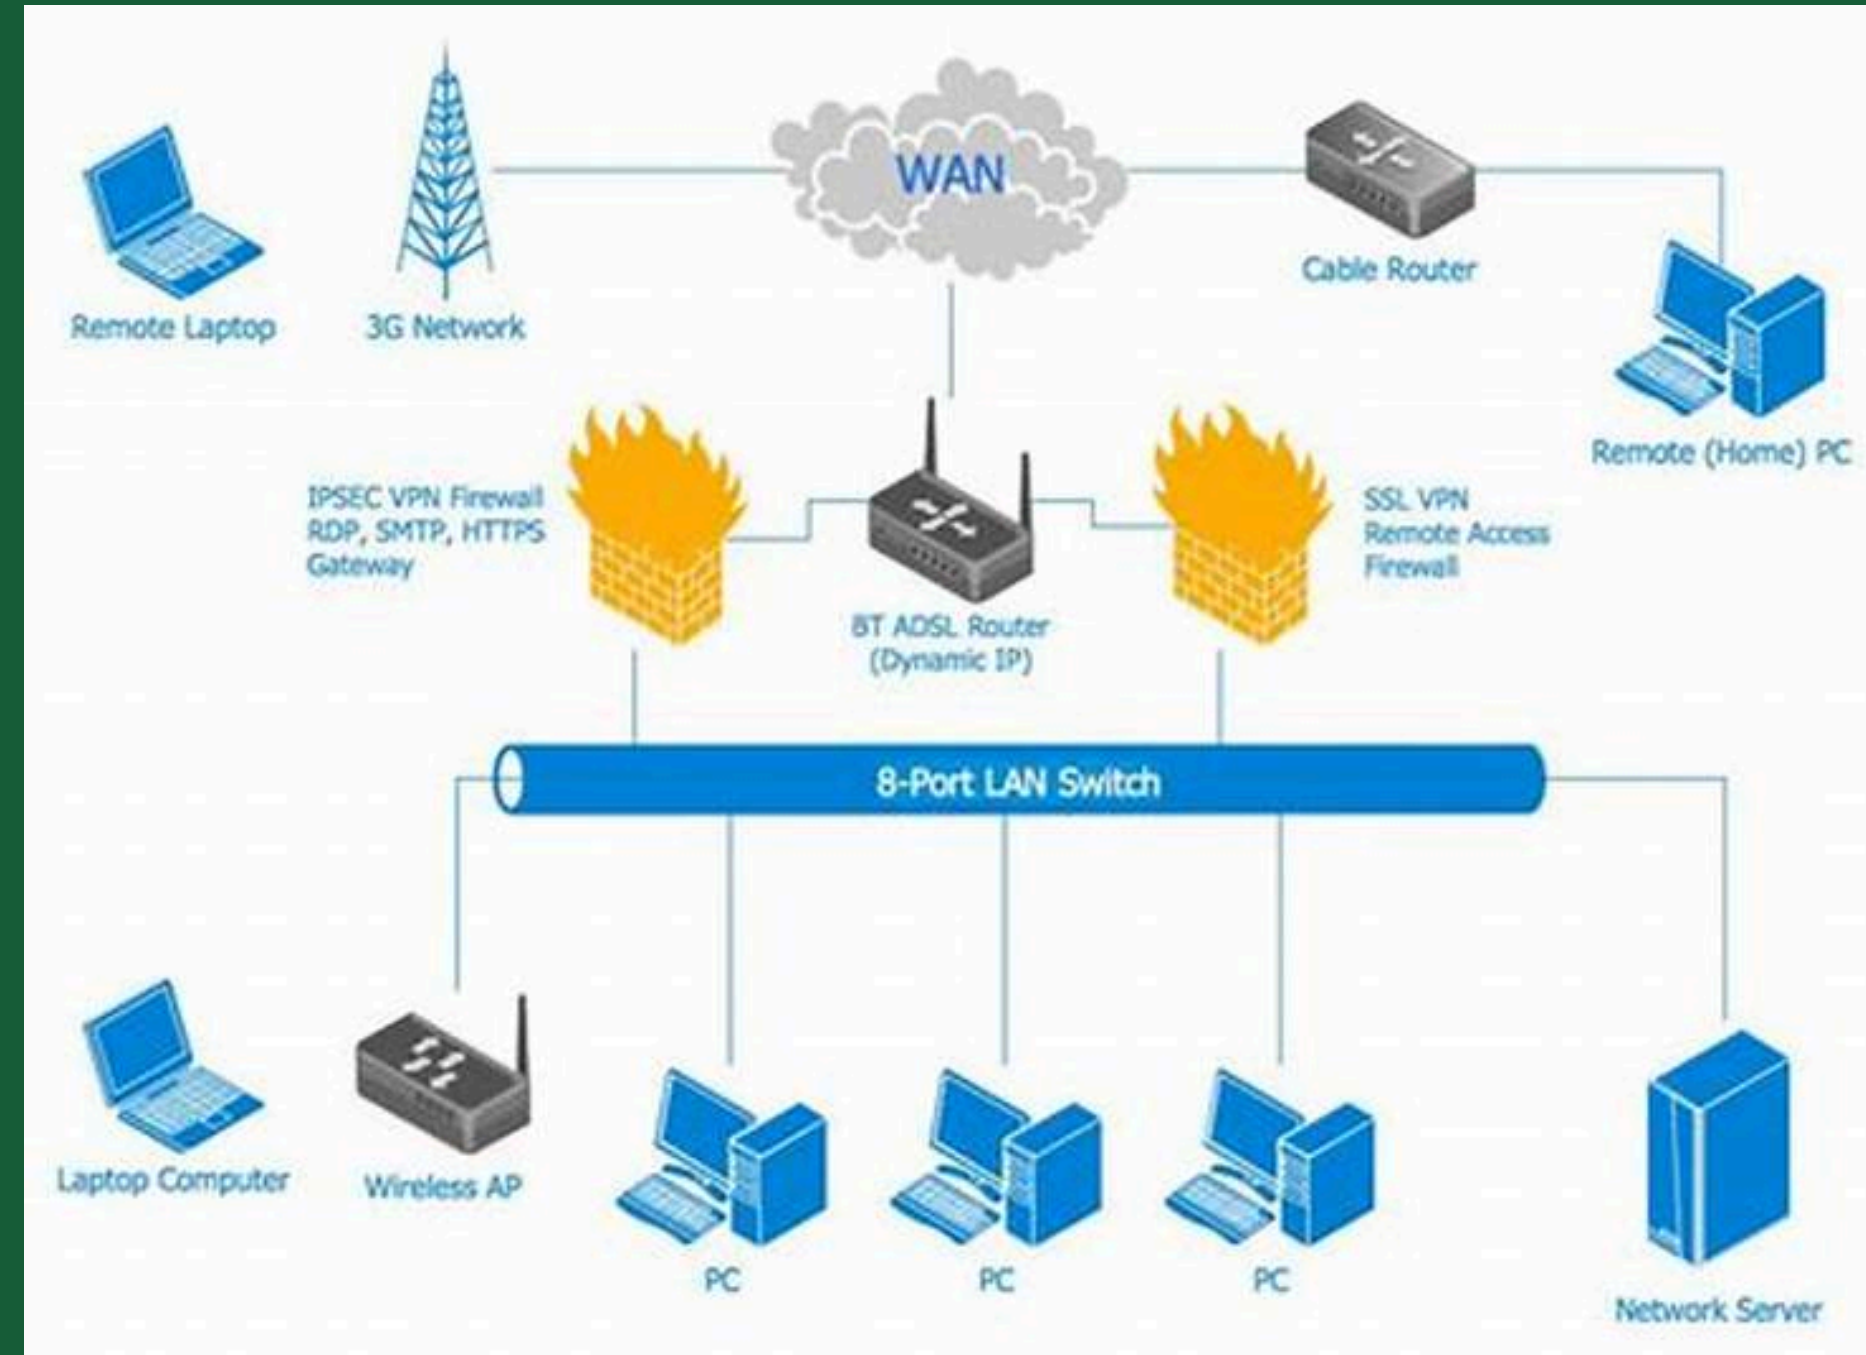 WAN
Cable Router
Remote Laptop
3G Network
Remote (Home) PC
IPSEC VPN Firewall
RDP, SMTP, HTTPS
Gateway
SSL VPN
Remote Access
Firewall
BT ADSL Router
(Dynamic IP)
8-Port LAN Switch
Laptop Computer
Wireless AP
PC
PC
PC
Network Server